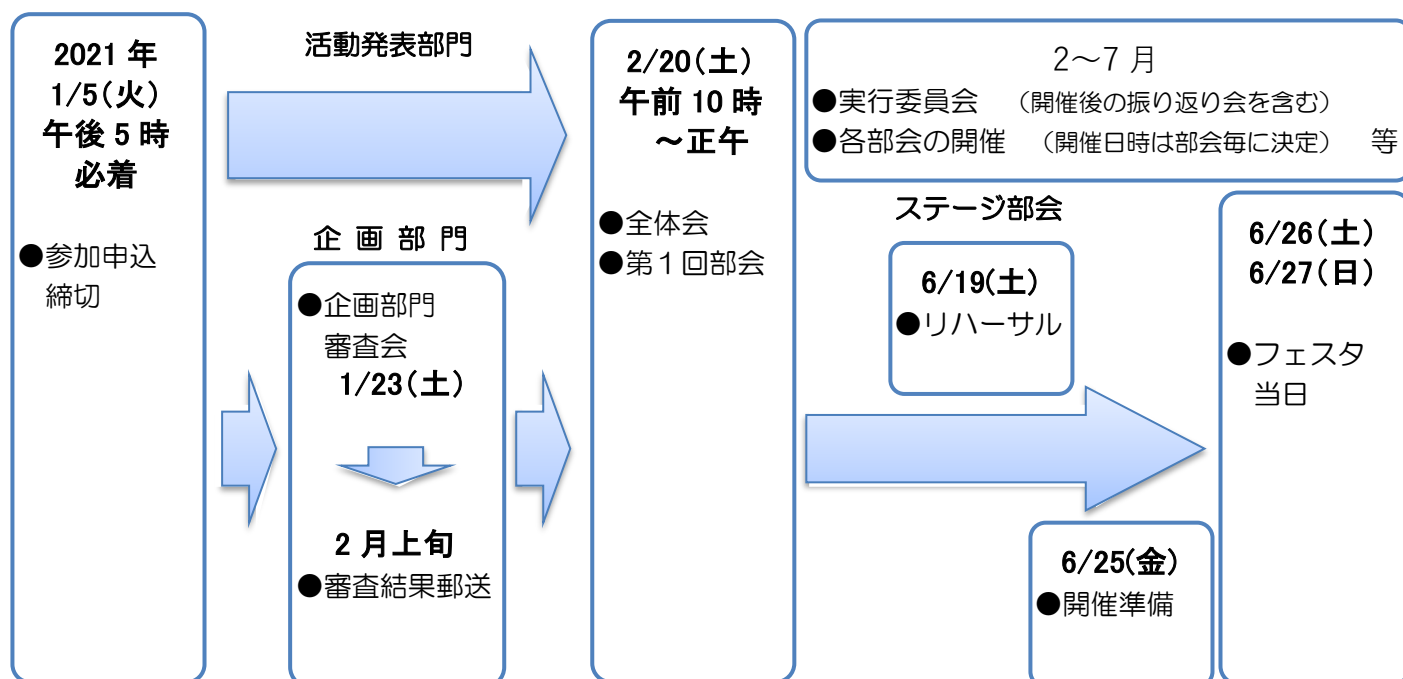 2021 年
1/5(火)
午後 5 時
必着
●参加申込
締切
活動発表部門
企 画 部 門
●企画部門
審査会
1/23(土)
2 月上旬
●審査結果郵送
2/20(土)
午前 10 時
～正午
●全体会
●第１回部会
2～7 月
●実行委員会 （開催後の振り返り会を含む）
●各部会の開催 （開催日時は部会毎に決定） 等
ステージ部会
6/19(土)
●リハーサル
6/25(金)
●開催準備
6/26(土)
6/27(日)
●フェスタ
当日